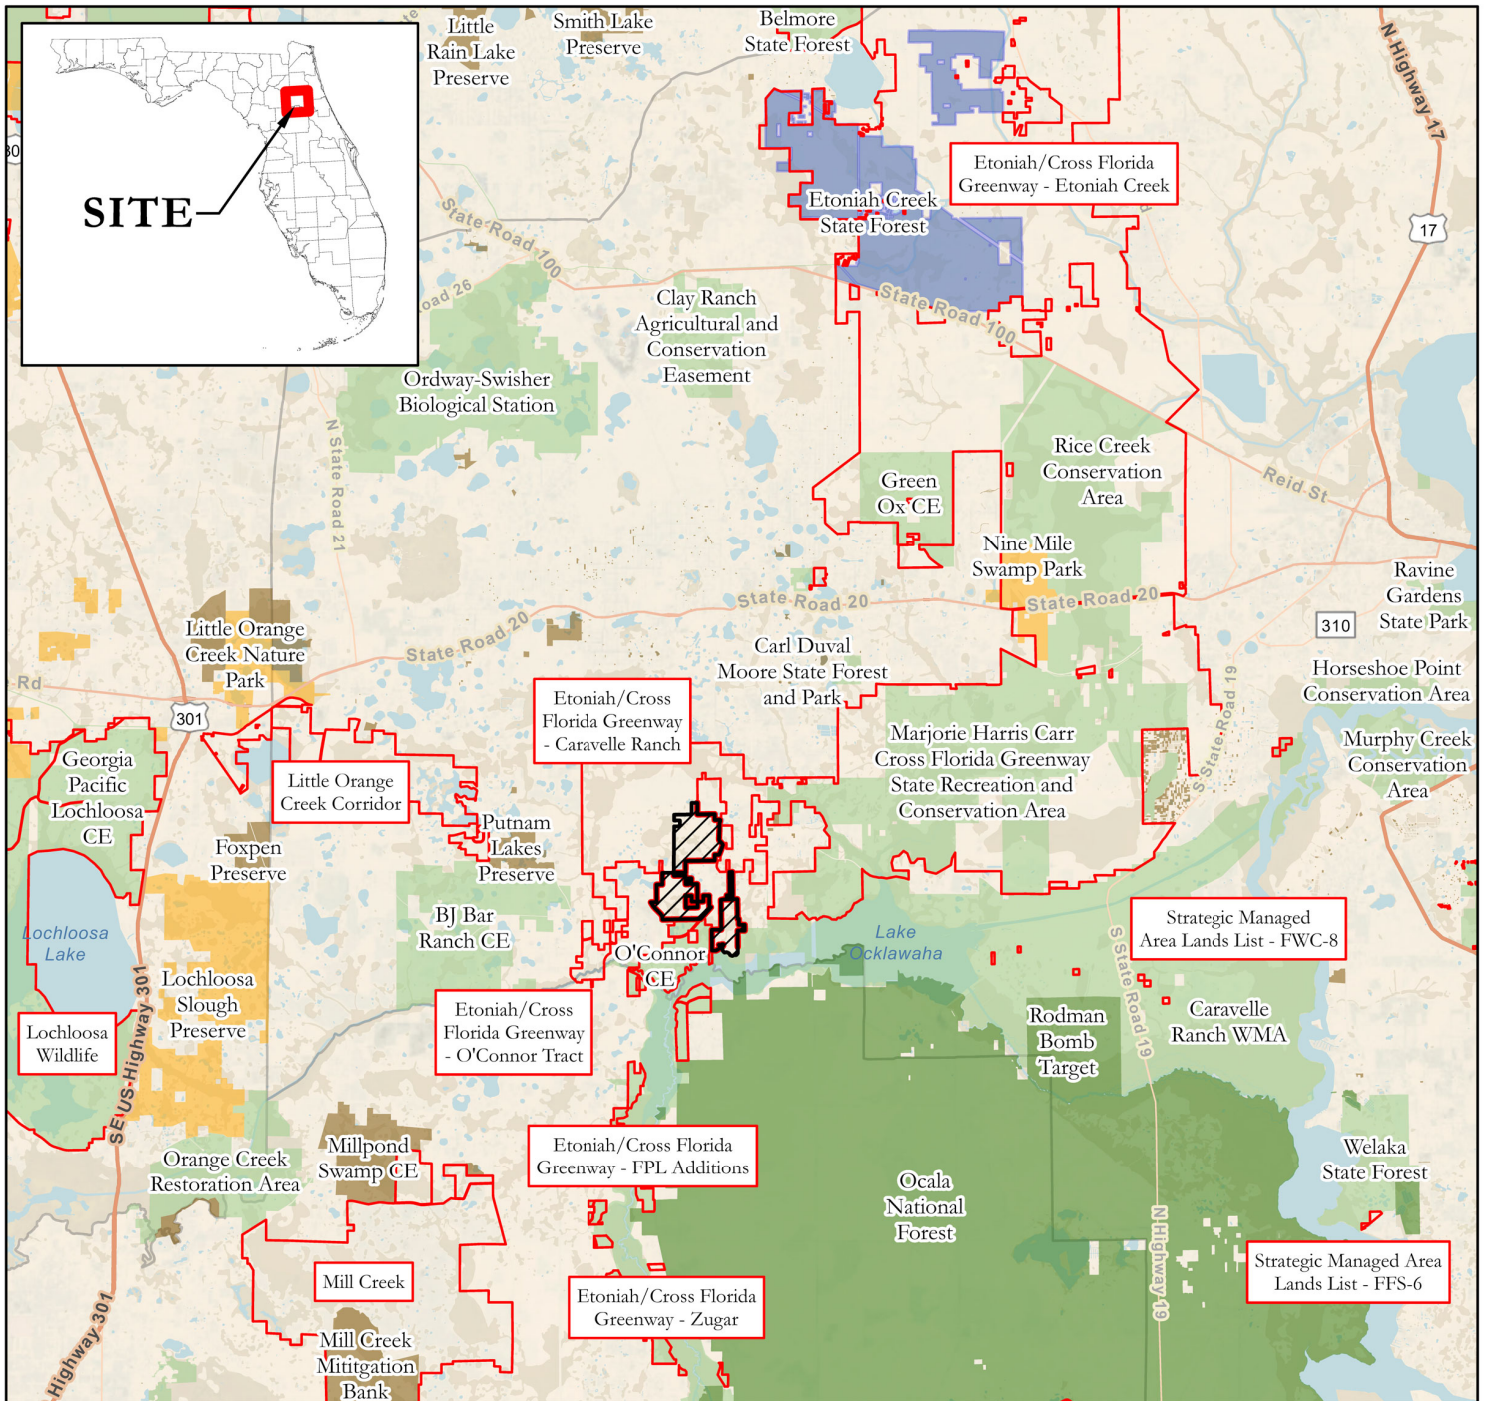 Little
Rain Lake
Preserve
Smith Lake
Preserve
Belmore
State Forest
N Highway 17
SITE
Etoniah/Cross Florida
Greenway - Etoniah Creek
Etoniah Creek
State Forest
17
State Road 100
oad 26
Clay Ranch
Agricultural and
Conservation
Easement
State Road 100
Ordway-Swisher
Biological Station
N State Road 21
Rice Creek
Conservation
Area
Green
Ox CE
Reid St
Nine Mile
Swamp Park
Ravine
Gardens
State Park
State Road 20
State Road 20
State Road 20
310
Little Orange
Creek Nature
Park
Carl Duval
Moore State Forest
and Park
Horseshoe Point
Conservation Area
Rd
301
Etoniah/Cross
Florida Greenway
- Caravelle Ranch
S State Road 19
Marjorie Harris Carr
Cross Florida Greenway
State Recreation and
Conservation Area
Murphy Creek
Conservation
Area
Georgia
Pacific
Lochloosa
CE
Little Orange
Creek Corridor
Putnam
Lakes
Preserve
Foxpen
Preserve
BJ Bar
Ranch CE
Strategic Managed
Area Lands List - FWC-8
Lochloosa
Lake
Lake
Ocklawaha
O'Connor
CE
Lochloosa
Slough
Preserve
SE US Highway 301
S State Road 19
Etoniah/Cross
Florida Greenway
- O'Connor Tract
Rodman
Bomb
Target
Caravelle
Ranch WMA
Lochloosa
Wildlife
Etoniah/Cross Florida
Greenway - FPL Additions
Millpond
Swamp CE
Orange Creek
Restoration Area
Welaka
State Forest
Ocala
National
Forest
N Highway 19
Mill Creek
Strategic Managed Area
Lands List - FFS-6
Etoniah/Cross Florida
Greenway - Zugar
Highway 301
Mill Creek
Mititgation
Bank